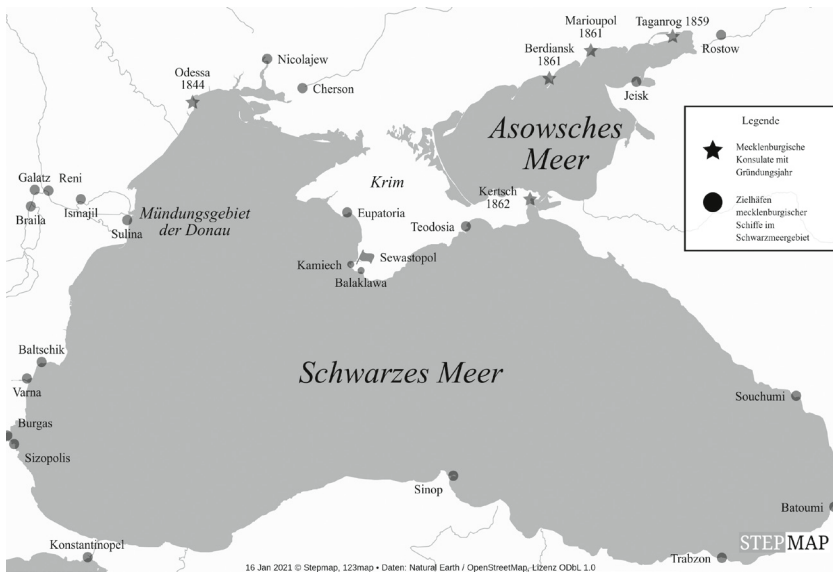 Marioupol
1861
Taganrog 1859
Rostow
Berdiansk
1861
Nicolajew
Odessa
1844
Cherson
Jeisk
Asowsches
Meer
Legende
Mecklenburgische
Konsulate mit
Gründungsjahr
Zielhäfen
mecklenburgischer
Schiffe im
Schwarzmeergebiet
Galatz
Reni
Krim
Kertsch
1862
Ismajil
Braila
Sulina
Mündungsgebiet
der Donau
Eupatoria
Teodosia
Sewastopol
Kamiech
Balaklawa
Baltschik
Varna
Schwarzes Meer
Souchumi
Burgas
Sizopolis
Sinop
Batoumi
Konstantinopel
Trabzon
STEPMAP
16 Jan 2021 © Stepmap, 123map • Daten: Natural Earth / OpenStreetMap, Lizenz ODbL 1.0